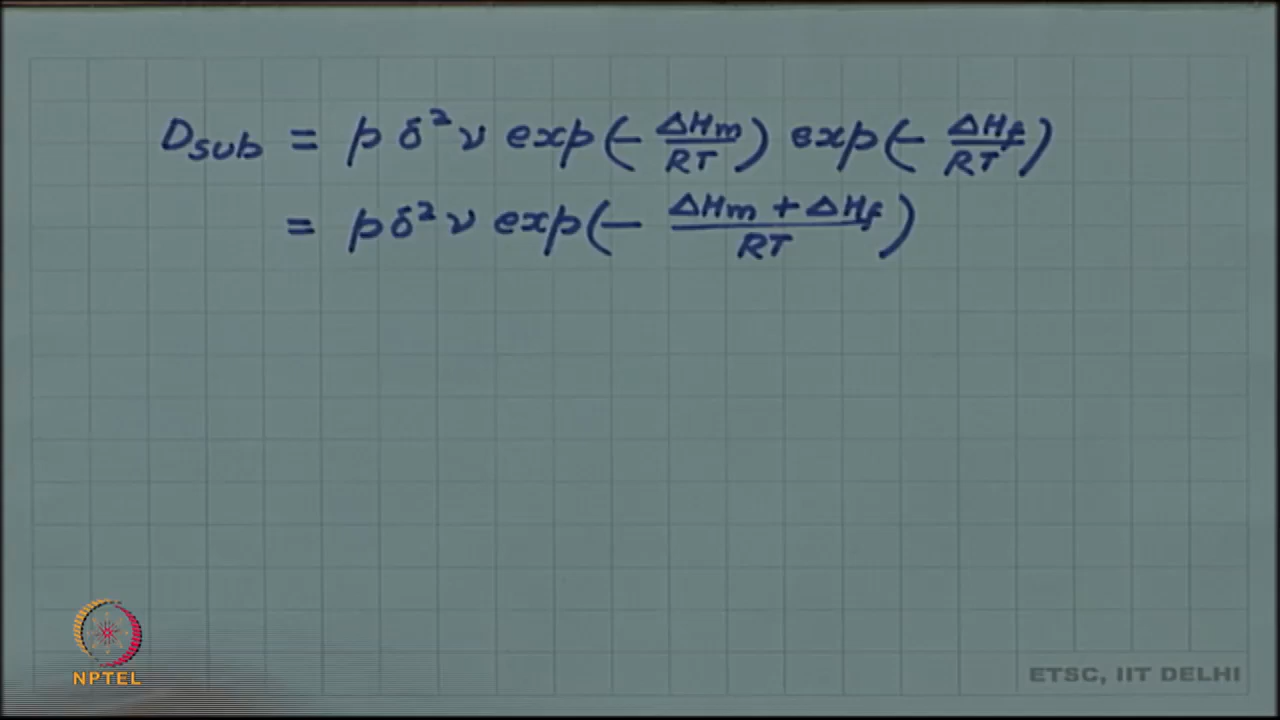 D_sub = p δ² ν exp(− ΔHm/RT) exp(− ΔHf/RT)
= p δ² ν exp(− (ΔHm + ΔHf)/RT)
NPTEL
ETSC, IIT DELHI